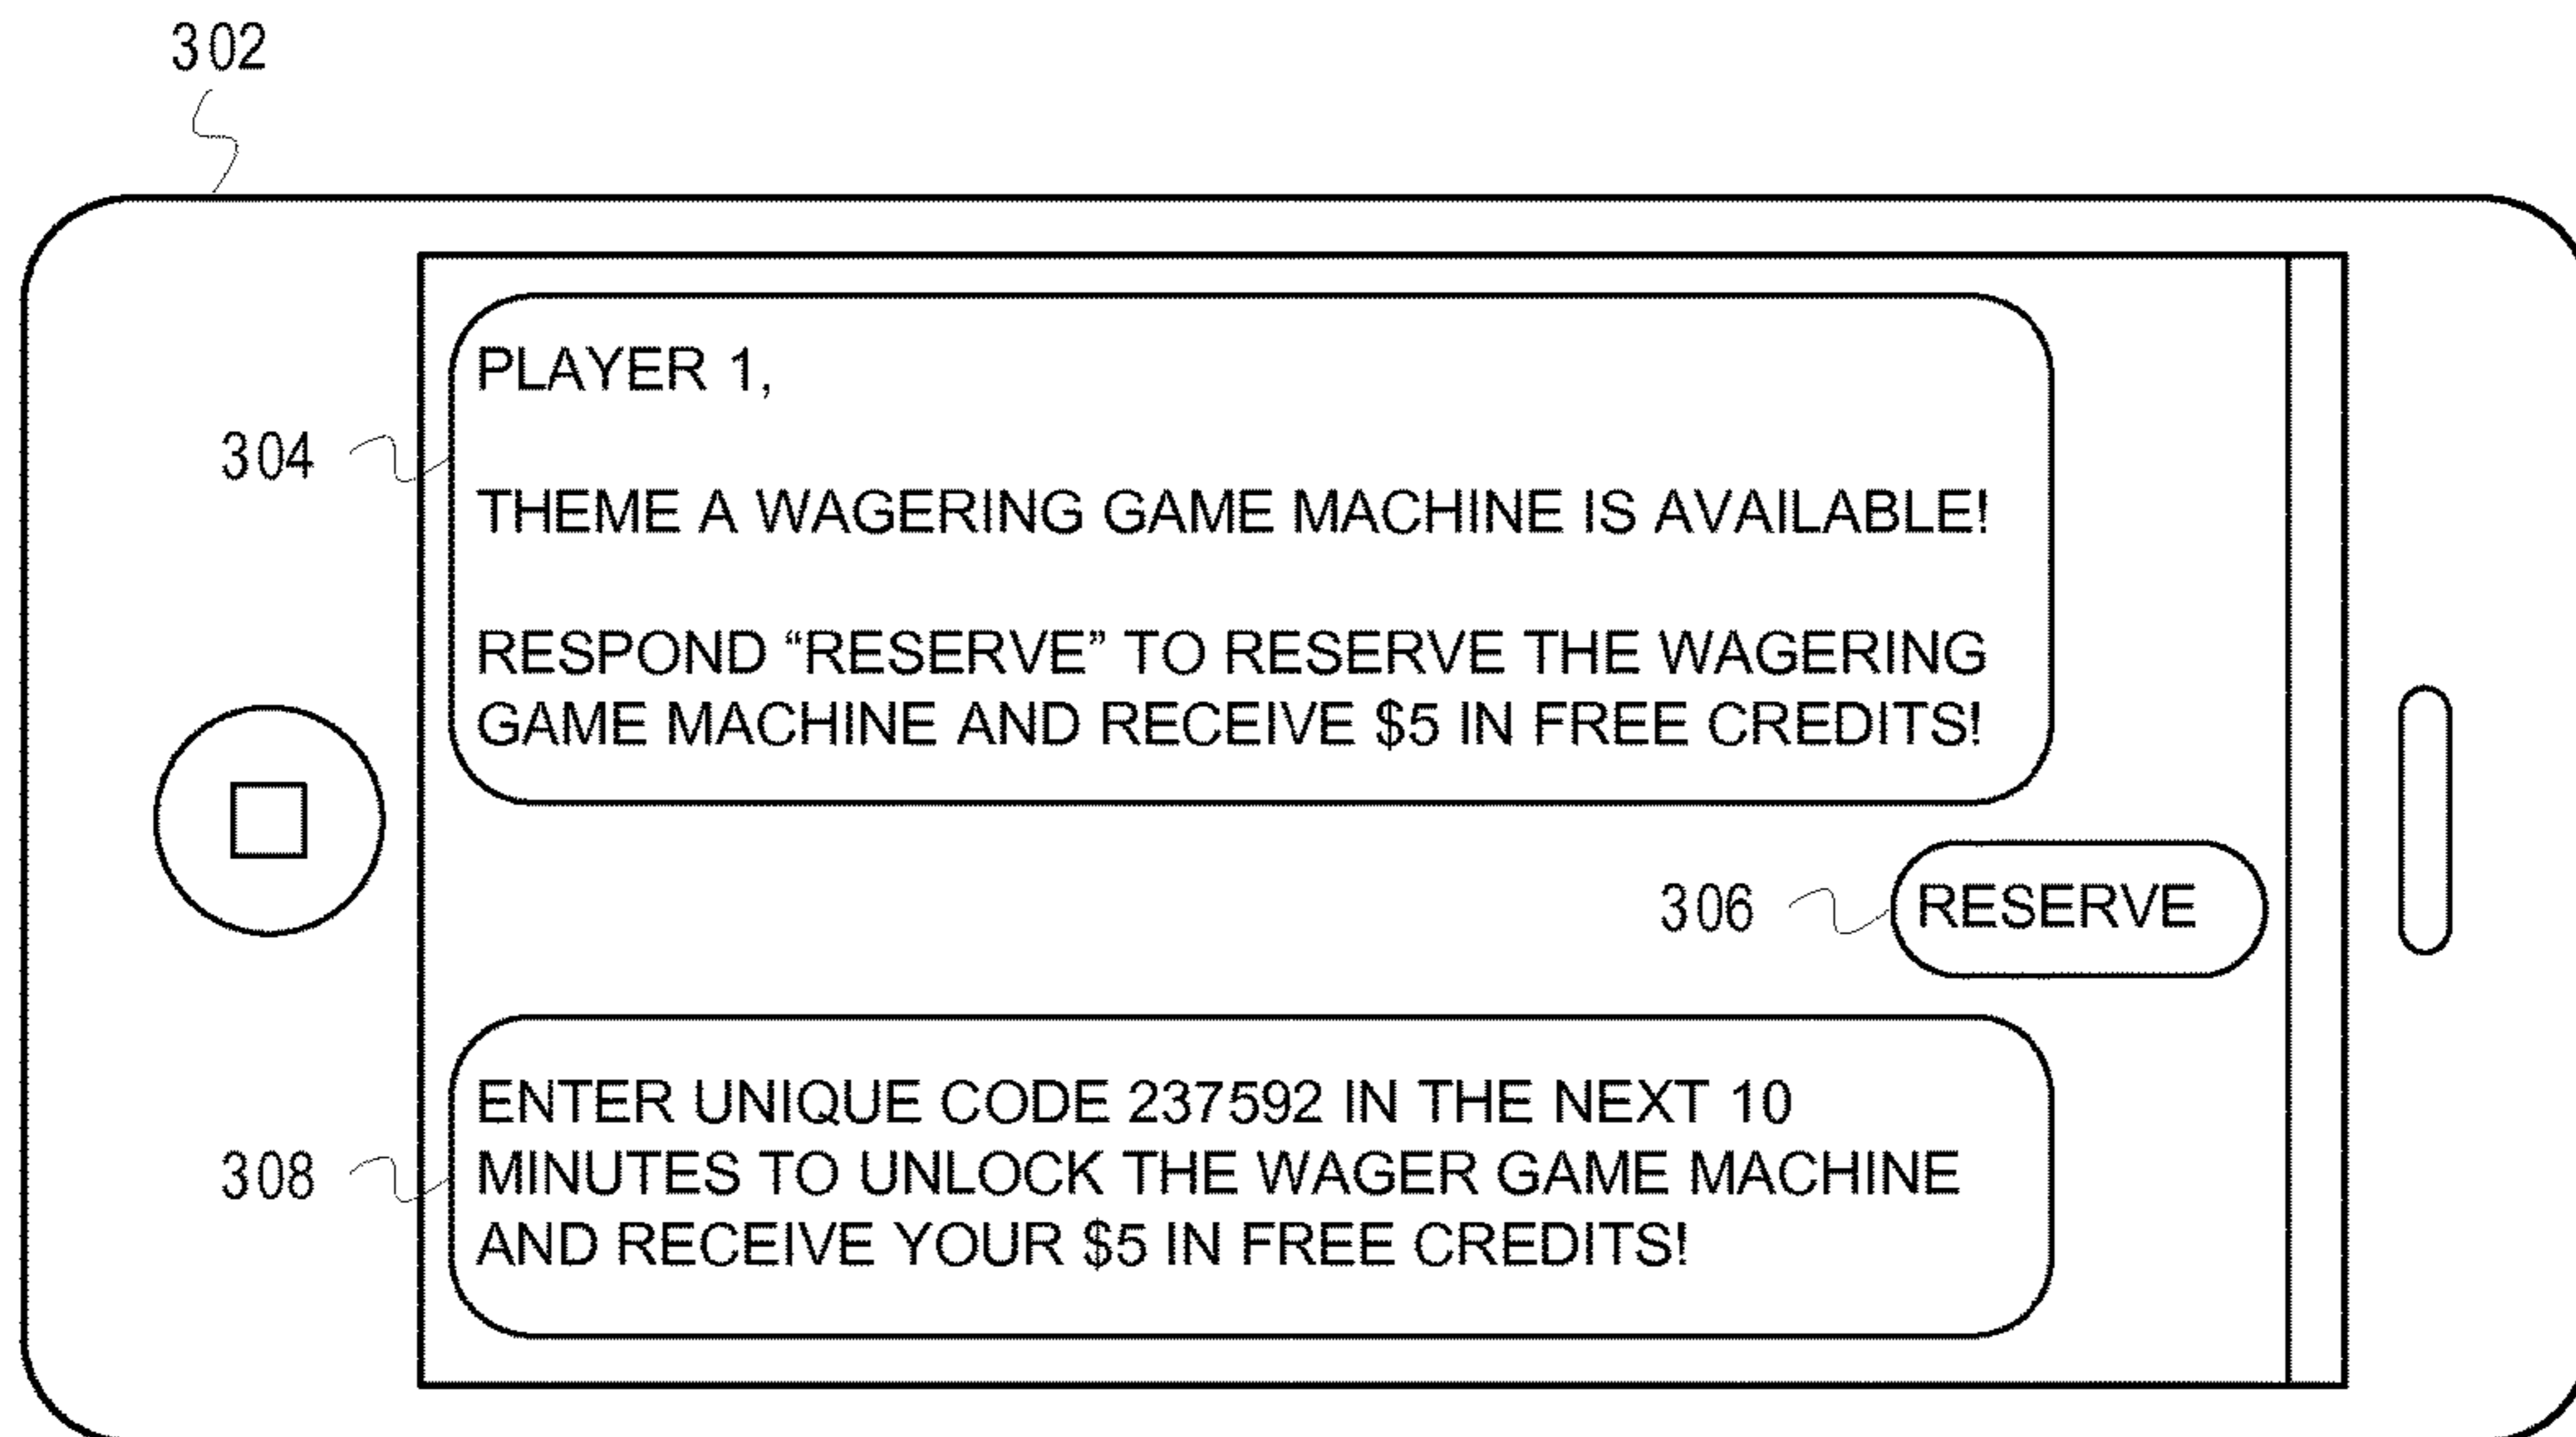 302
PLAYER 1,
304
THEME A WAGERING GAME MACHINE IS AVAILABLE!
RESPOND “RESERVE” TO RESERVE THE WAGERING
GAME MACHINE AND RECEIVE $5 IN FREE CREDITS!
306
RESERVE
ENTER UNIQUE CODE 237592 IN THE NEXT 10
308
MINUTES TO UNLOCK THE WAGER GAME MACHINE
AND RECEIVE YOUR $5 IN FREE CREDITS!